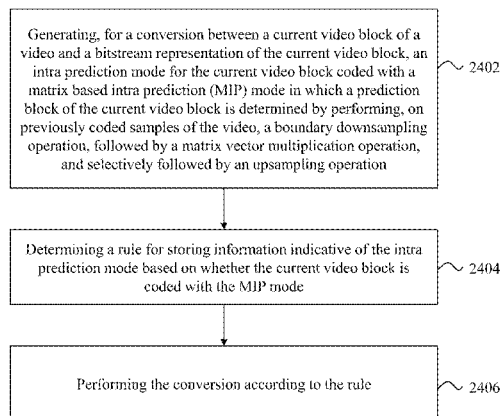 Generating, for a conversion between a current video block of a
video and a bitstream representation of the current video block, an
intra prediction mode for the current video block coded with a
matrix based intra prediction (MIP) mode in which a prediction
block of the current video block is determined by performing, on
previously coded samples of the video, a boundary downsampling
operation, followed by a matrix vector multiplication operation,
and selectively followed by an upsampling operation
2402
Determining a rule for storing information indicative of the intra
prediction mode based on whether the current video block is
coded with the MIP mode
2404
Performing the conversion according to the rule
2406